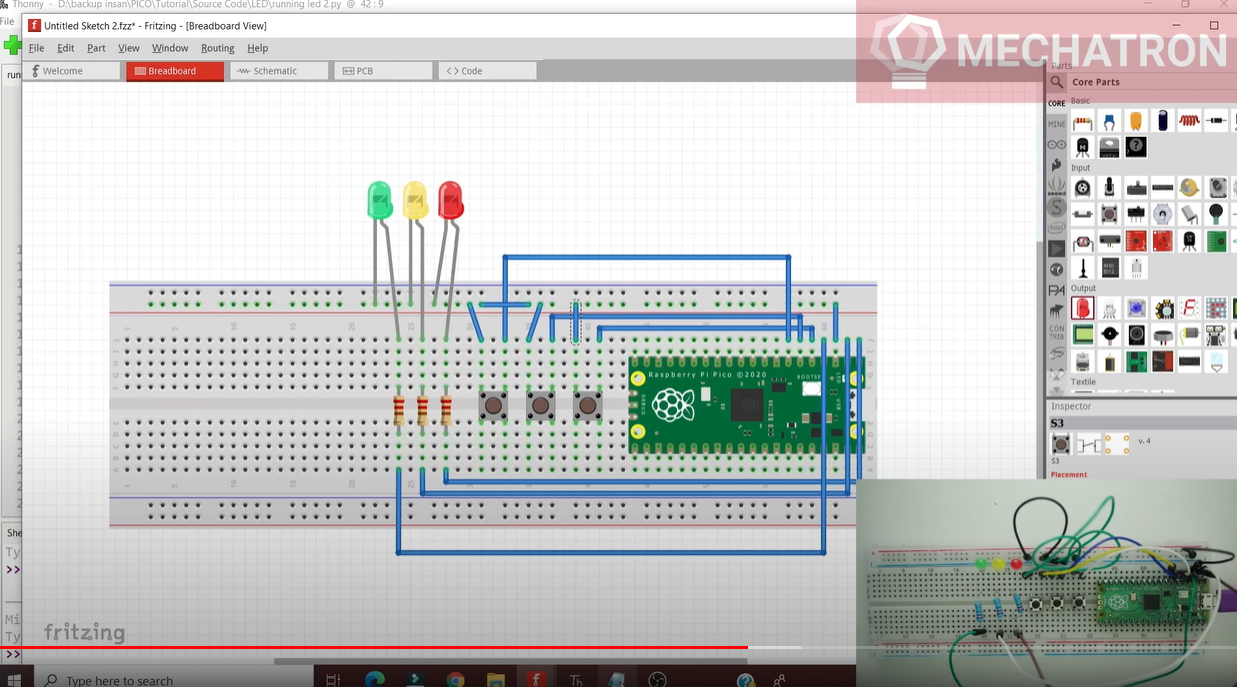 Thonny - D:\backup insan\PICO\Tutorial\Source Code\LED\running led 2.py @ 42 : 9
File
Untitled Sketch 2.fzz* - Fritzing - [Breadboard View]
File Edit Part View Window Routing Help
Welcome Breadboard Schematic PCB Code
MECHATRON
run
Parts
Core Parts
CORE
MINE
Basic
Input
Output
CON
TRIB
Textile
Raspberry Pi Pico ©2020
BOOTSEL
Inspector
S3
v. 4
S3
Placement
She
Ty
>>
Mi
Ty
>>
fritzing
Type here to search
Th